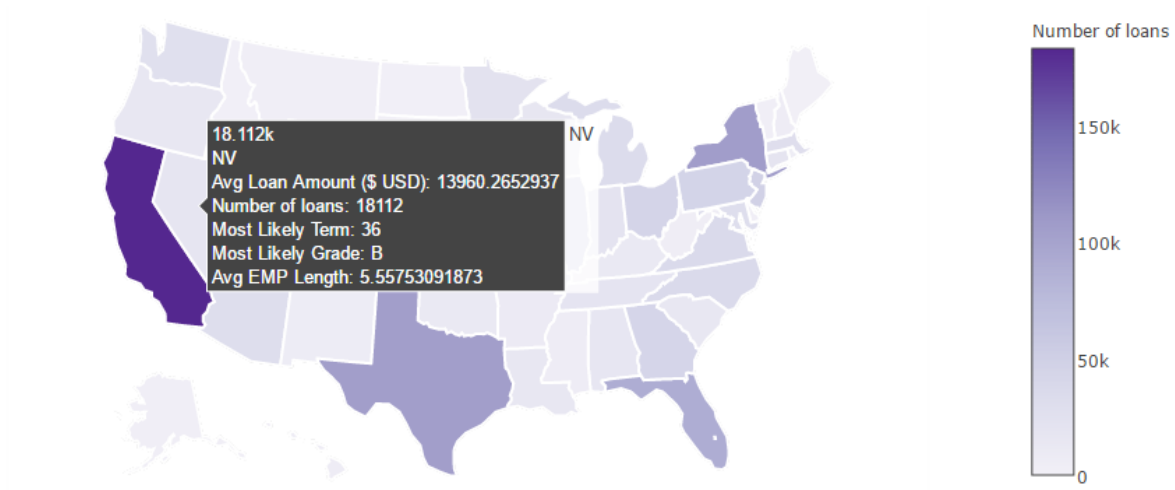 Number of loans
150k
100k
50k
0
18.112k
NV
NV
Avg Loan Amount ($ USD): 13960.2652937
Number of loans: 18112
Most Likely Term: 36
Most Likely Grade: B
Avg EMP Length: 5.55753091873